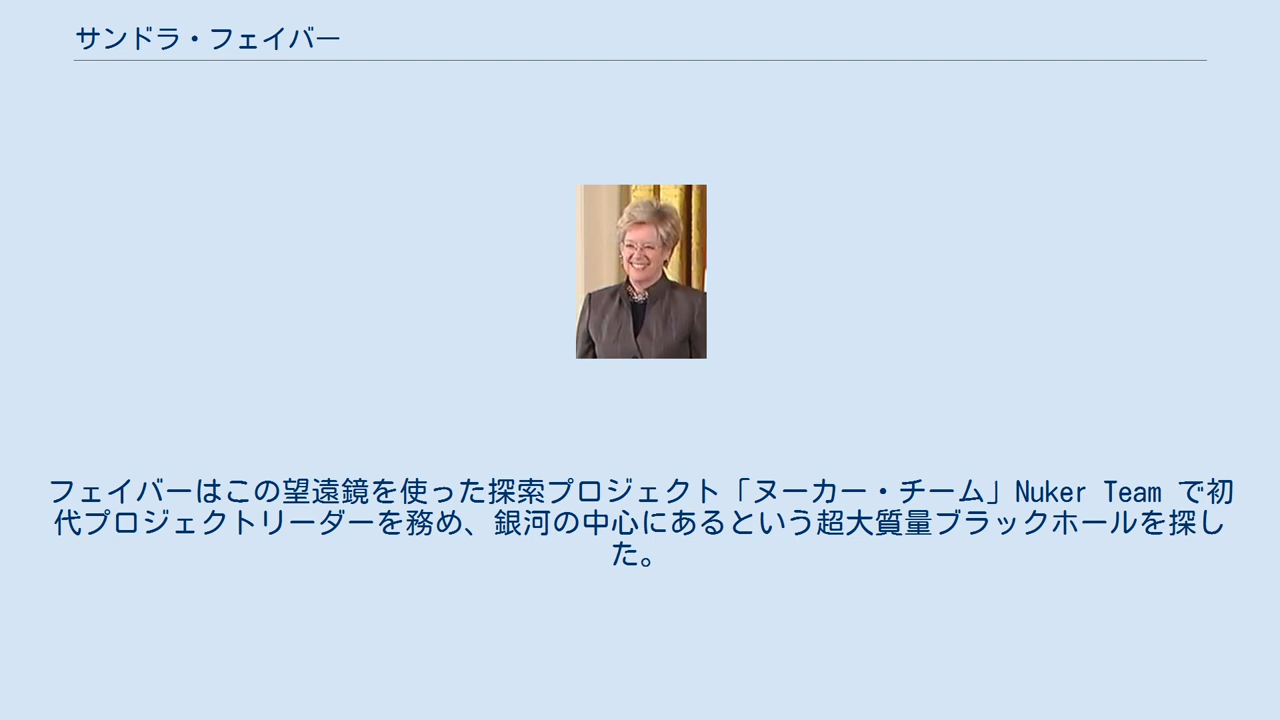 サンドラ・フェイバー
フェイバーはこの望遠鏡を使った探索プロジェクト「ヌーカー・チーム」Nuker Team で初
代プロジェクトリーダーを務め、銀河の中心にあるという超大質量ブラックホールを探し
た。